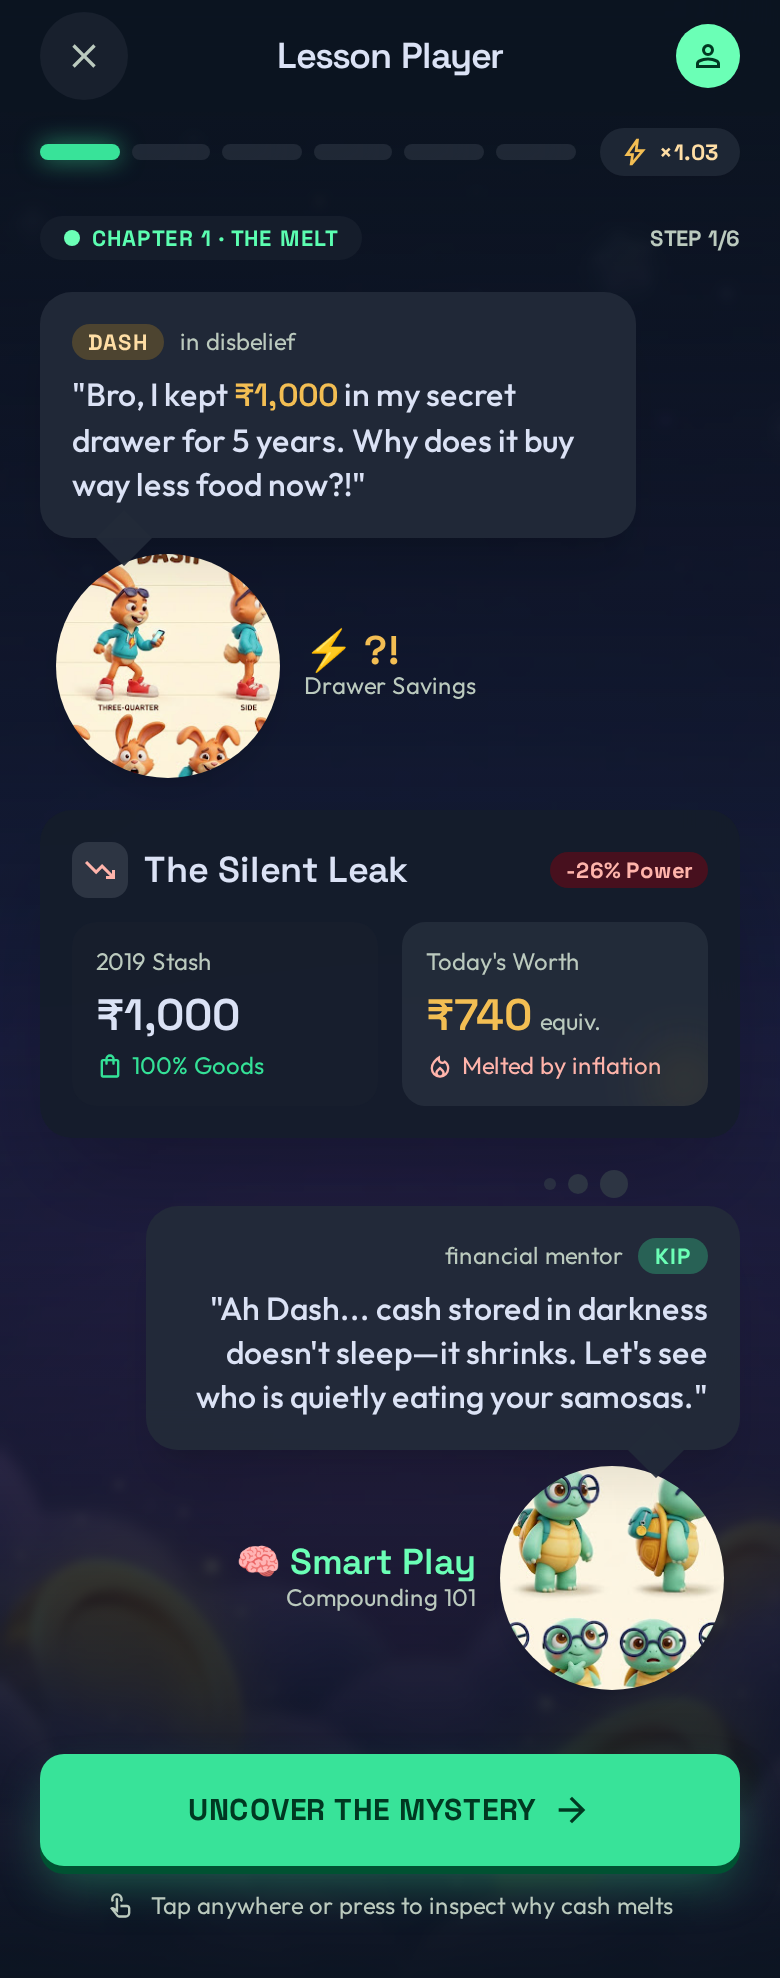 Lesson Player
×1.03
CHAPTER 1 · THE MELT
STEP 1/6
DASH in disbelief
"Bro, I kept ₹1,000 in my secret
drawer for 5 years. Why does it buy
way less food now?!"
DASH
THREE-QUARTER
SIDE
⚡ ?!
Drawer Savings
The Silent Leak
-26% Power
2019 Stash
₹1,000
100% Goods
Today's Worth
₹740 equiv.
Melted by inflation
financial mentor KIP
"Ah Dash... cash stored in darkness
doesn't sleep—it shrinks. Let's see
who is quietly eating your samosas."
🧠 Smart Play
Compounding 101
UNCOVER THE MYSTERY →
Tap anywhere or press to inspect why cash melts